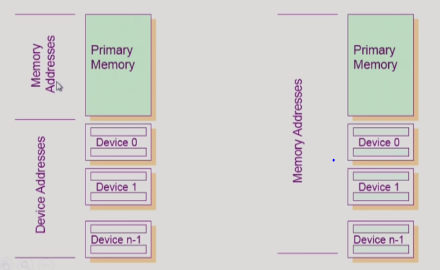 Memory
Addresses
Device Addresses
Primary
Memory
Device 0
Device 1
Device n-1
Memory Addresses
Primary
Memory
Device 0
Device 1
Device n-1